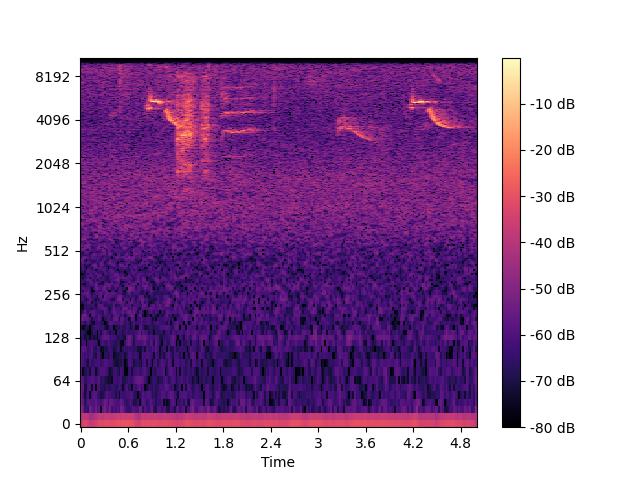 8192
4096
2048
1024
512
256
128
64
0
Hz
0 0.6 1.2 1.8 2.4 3 3.6 4.2 4.8
Time
-10 dB
-20 dB
-30 dB
-40 dB
-50 dB
-60 dB
-70 dB
-80 dB